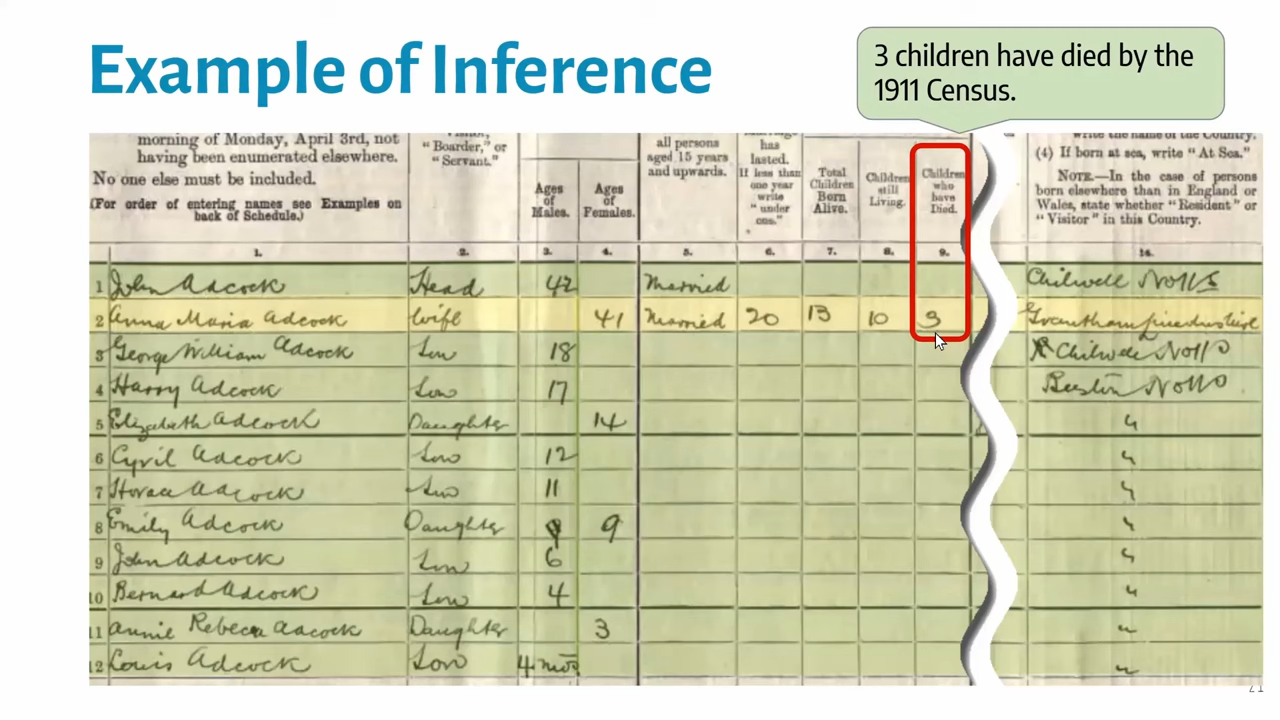 Example of Inference
3 children have died by the
1911 Census.
morning of Monday, April 3rd, not
having been enumerated elsewhere.
No one else must be included.
(For order of entering names see Examples on
back of Schedule.)
"Boarder," or
"Servant."
Ages
of
Males.
Ages
of
Females.
all persons
aged 15 years
and upwards.
has
lasted.
If less than
one year
write
"under
one."
Total
Children
Born
Alive.
Children
still
Living.
Children
who
have
Died.
write the name of the Country.
(4) If born at sea, write "At Sea."
NOTE.—In the case of persons
born elsewhere than in England or
Wales, state whether "Resident" or
"Visitor" in this Country.
1. 2. 3. 4. 5. 6. 7. 8. 9. 14.
1 John Adcock Head 42 Married Chilwell Notts
2 Anna Maria Adcock Wife 41 Married 20 13 10 3 Grantham
3 George William Adcock Son 18 Chilwell Notts
4 Harry Adcock Son 17 Beeston Notts
5 Elizabeth Adcock Daughter 14 "
6 Cyril Adcock Son 12 "
7 Horace Adcock Son 11 "
8 Emily Adcock Daughter 9 "
9 John Adcock Son 6 "
10 Bernard Adcock Son 4 "
11 Annie Rebecca Adcock Daughter 3 "
12 Louis Adcock Son 4 mos "
21